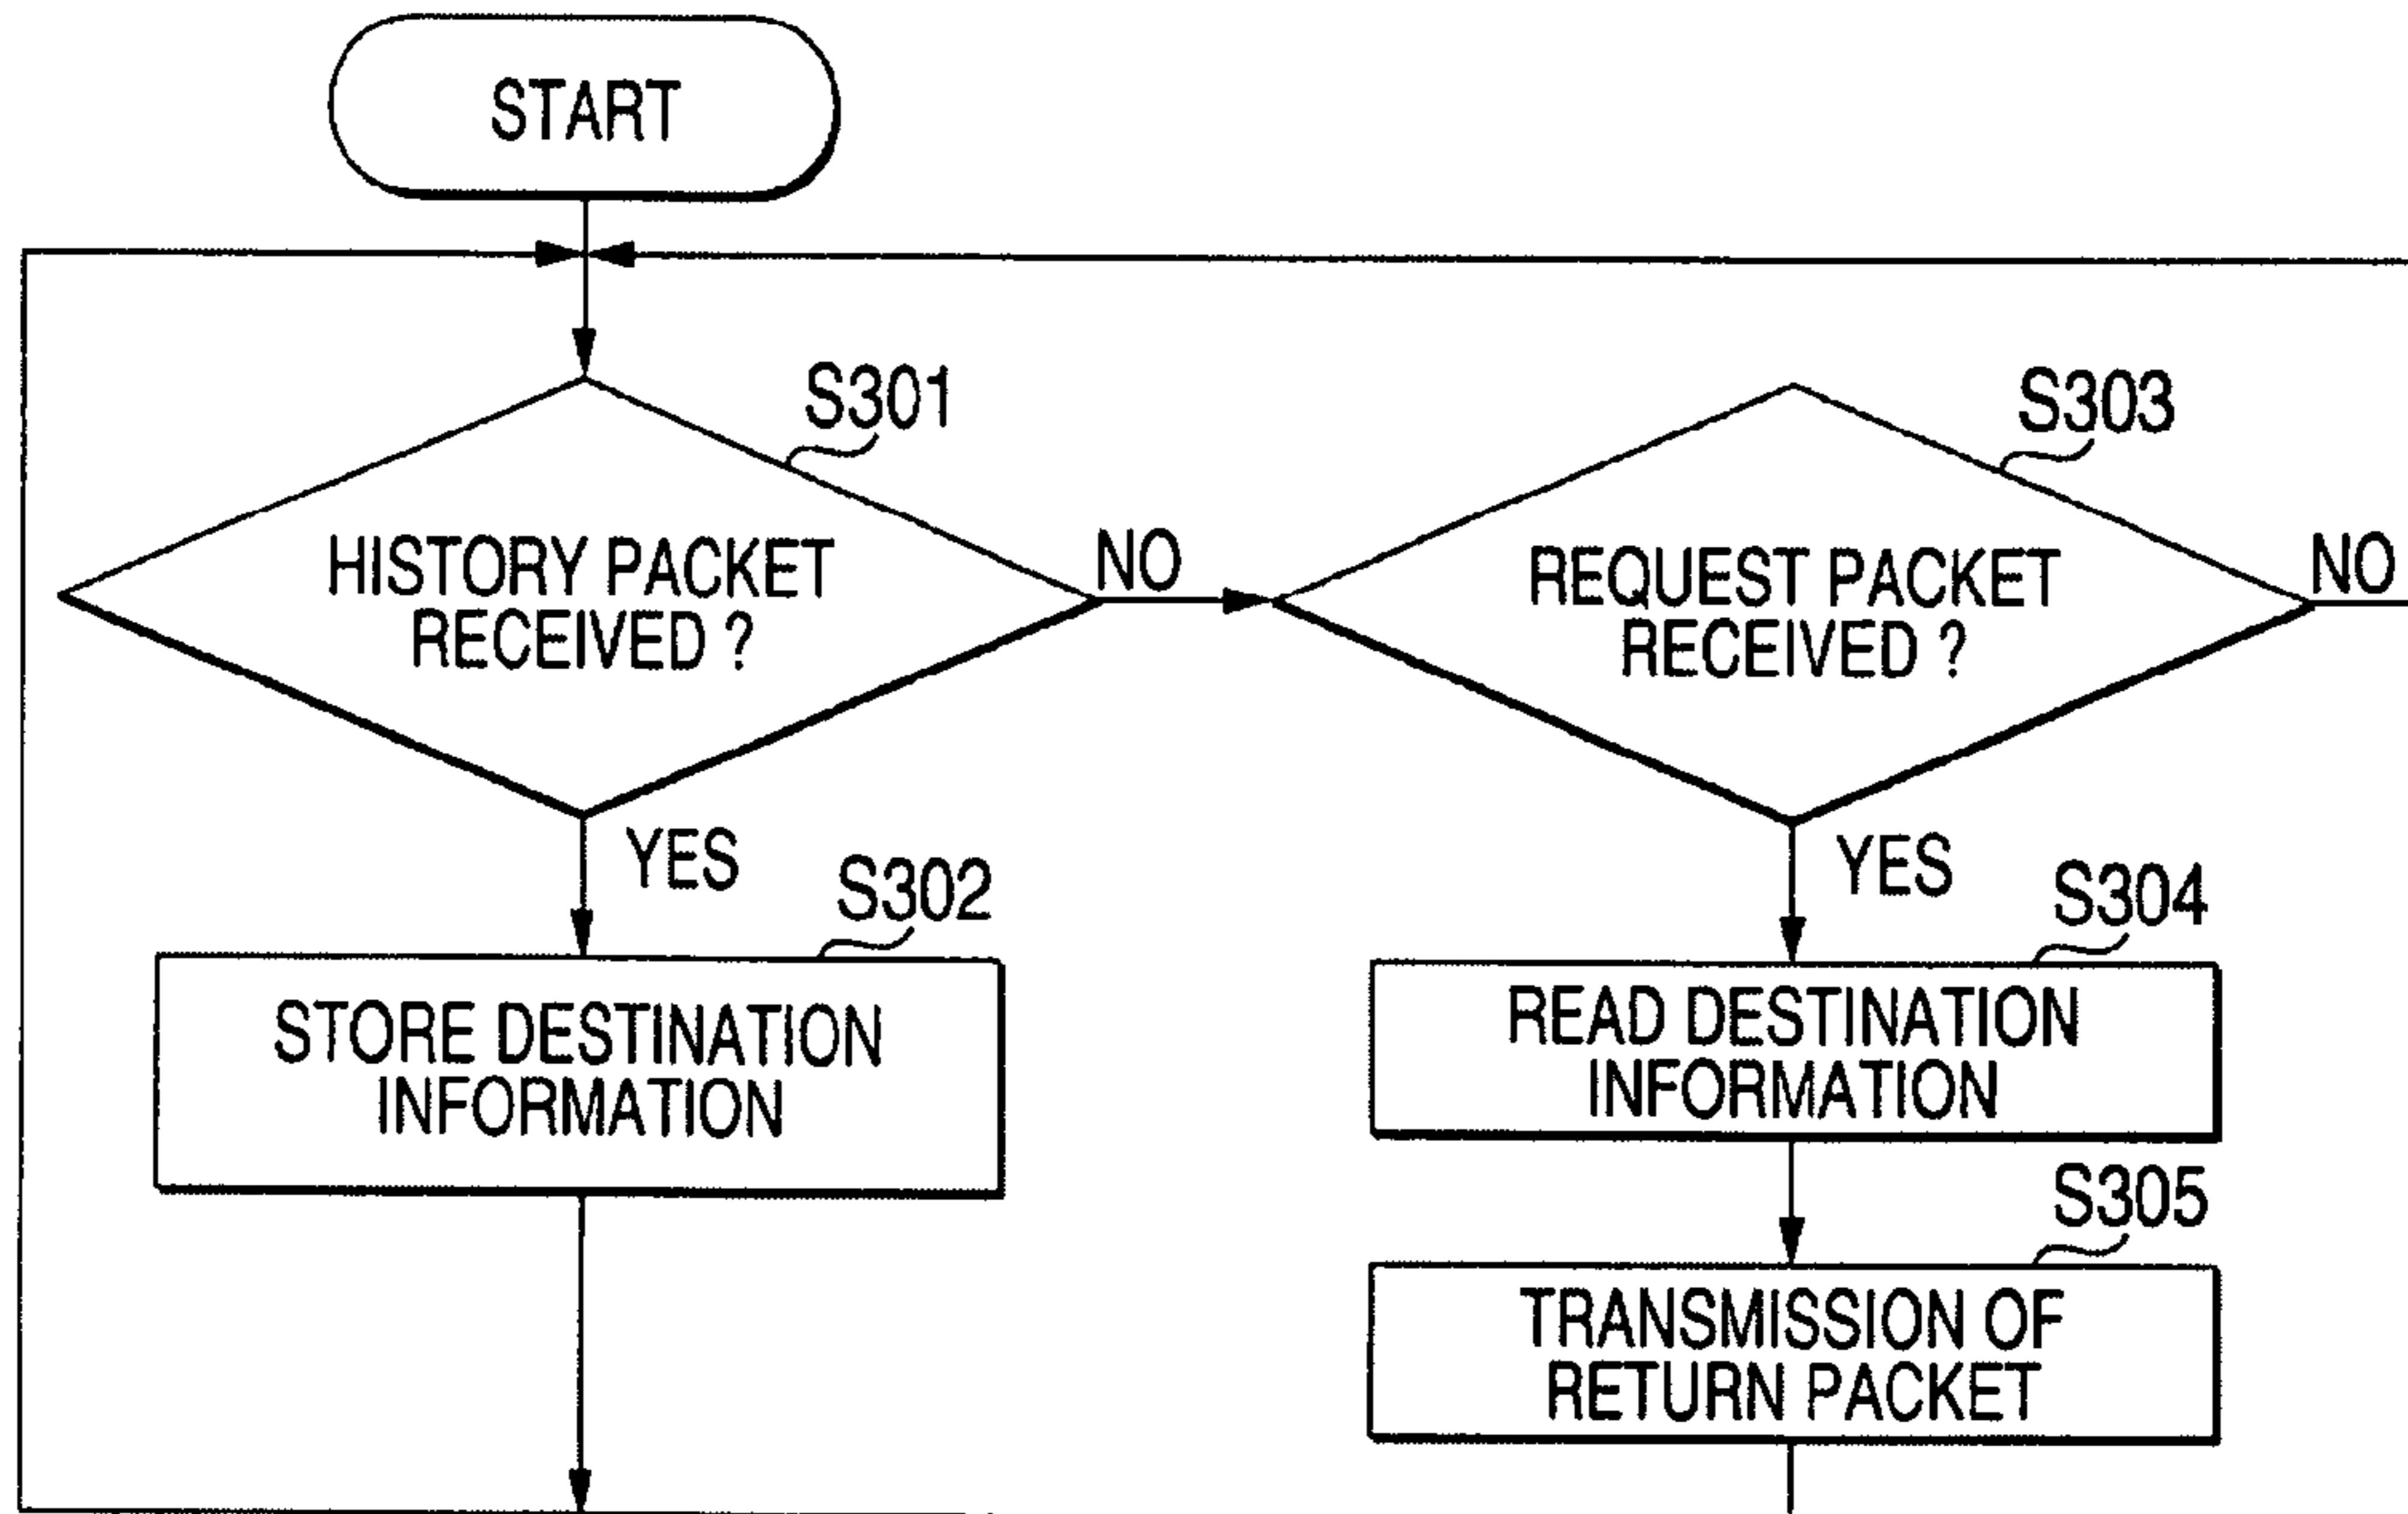 START
S301
HISTORY PACKET
RECEIVED ?
NO
YES
S302
STORE DESTINATION
INFORMATION
S303
REQUEST PACKET
RECEIVED ?
NO
YES
S304
READ DESTINATION
INFORMATION
S305
TRANSMISSION OF
RETURN PACKET